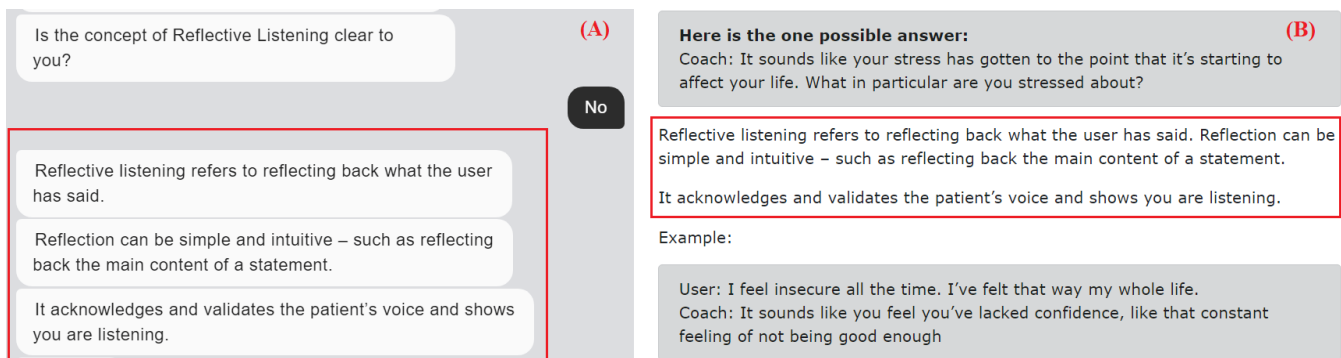 (A)
Is the concept of Reflective Listening clear to
you?
No
Reflective listening refers to reflecting back what the user
has said.
Reflection can be simple and intuitive – such as reflecting
back the main content of a statement.
It acknowledges and validates the patient’s voice and shows
you are listening.
(B)
Here is the one possible answer:
Coach: It sounds like your stress has gotten to the point that it’s starting to
affect your life. What in particular are you stressed about?
Reflective listening refers to reflecting back what the user has said. Reflection can be
simple and intuitive – such as reflecting back the main content of a statement.
It acknowledges and validates the patient’s voice and shows you are listening.
Example:
User: I feel insecure all the time. I’ve felt that way my whole life.
Coach: It sounds like you feel you’ve lacked confidence, like that constant
feeling of not being good enough